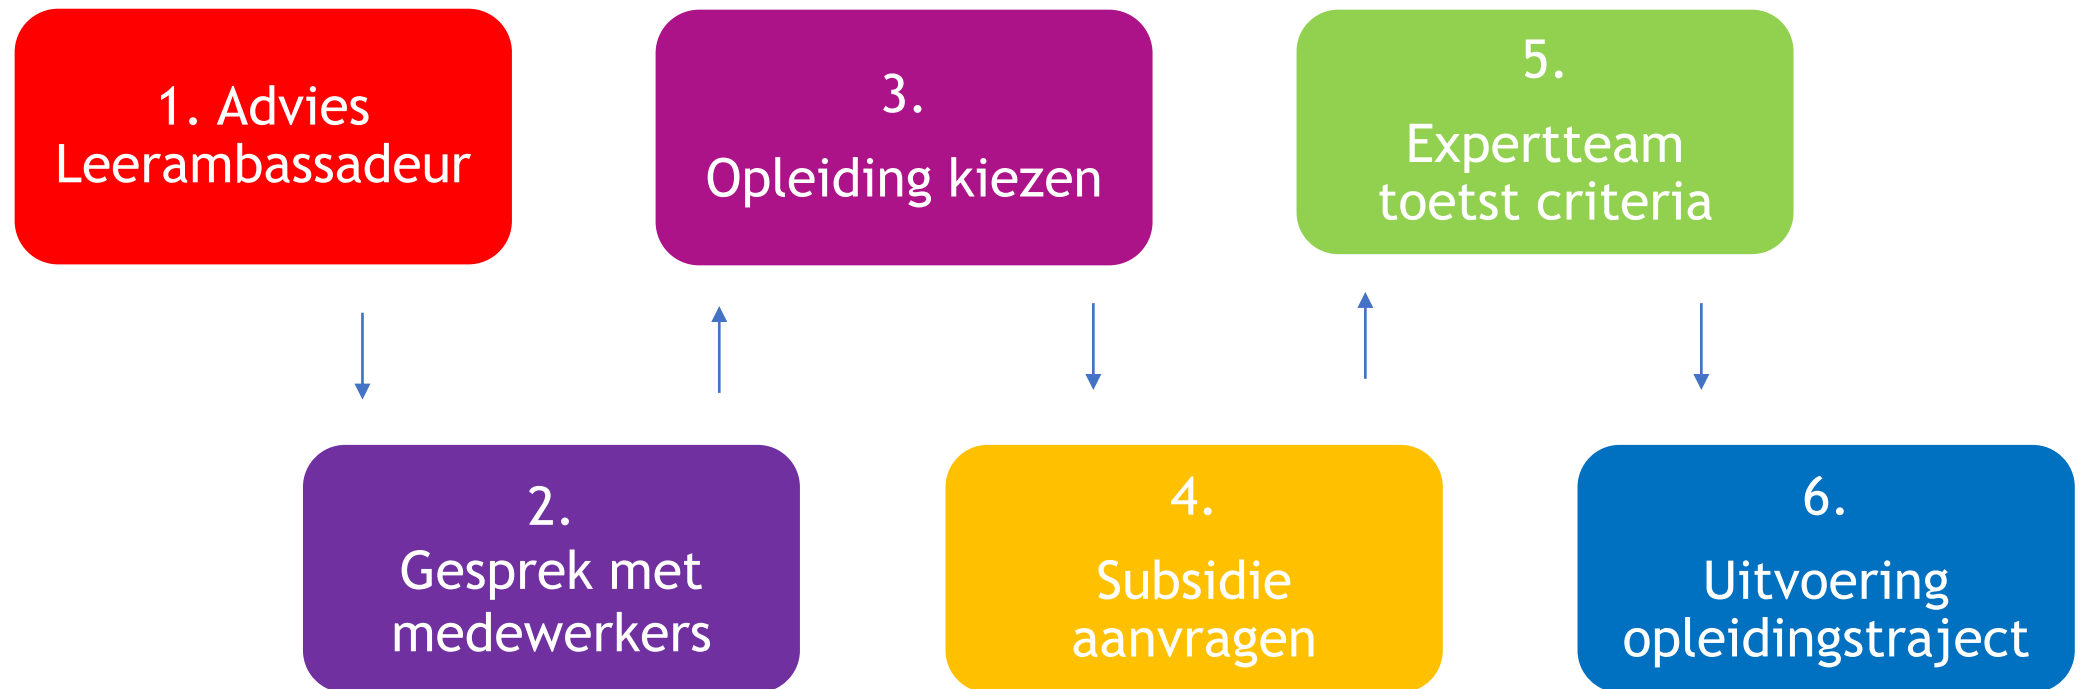 1. Advies
Leerambassadeur
2.
Gesprek met
medewerkers
3.
Opleiding kiezen
4.
Subsidie
aanvragen
5.
Expertteam
toetst criteria
6.
Uitvoering
opleidingstraject